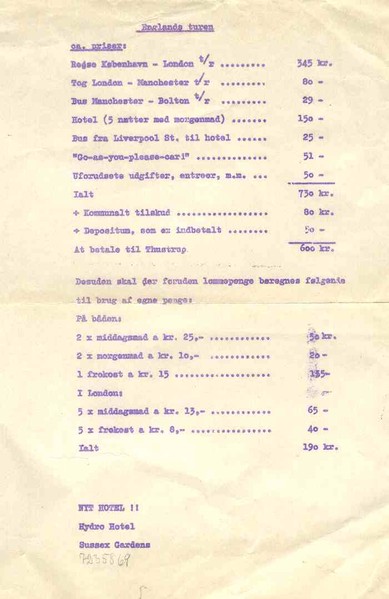 Englands turen
ca. priser:
Rejse København - London t/r ......... 345 kr.
Tog London - Manchester t/r ......... 80 -
Bus Manchester - Bolton t/r ......... 29 -
Hotel (5 nætter med morgenmad) ....... 150 -
Bus fra Liverpool St. til hotel ...... 25 -
"Go-as-you-please-car!" .............. 51 -
Uforudsete udgifter, entreer, m.m. ... 50 -
Ialt 730 kr.
÷ Kommunalt tilskud ................ 80 kr.
÷ Depositum, som er indbetalt ........ 50 -
At betale til Thustrop 600 kr.
Desuden skal der foruden lommepenge beregnes følgende
til brug af egne penge:
På båden:
2 x middagsmad a kr. 25,- ............ 50 kr.
2 x morgenmad a kr. 10,- ............. 20 -
1 frokost a kr. 15 .................. 15 -
I London:
5 x middagsmad a kr. 13,- ............ 65 -
5 x frokost a kr. 8,- ................ 40 -
Ialt 190 kr.
NYT HOTEL !!
Hydro Hotel
Sussex Gardens
7235869